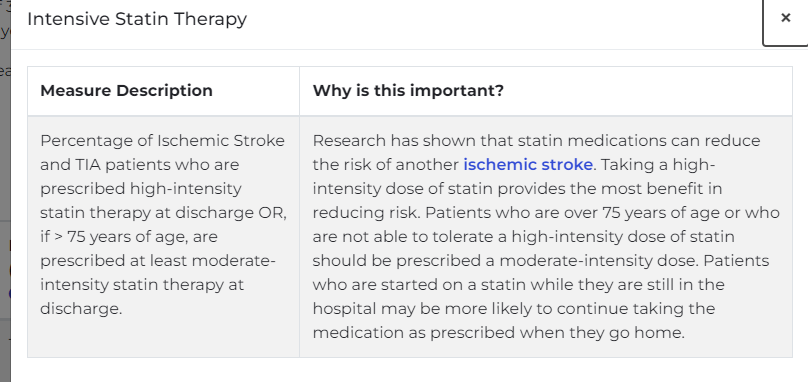 Intensive Statin Therapy
×
Measure Description
Why is this important?
Percentage of Ischemic Stroke
and TIA patients who are
prescribed high-intensity
statin therapy at discharge OR,
if > 75 years of age, are
prescribed at least moderate-
intensity statin therapy at
discharge.
Research has shown that statin medications can reduce
the risk of another ischemic stroke. Taking a high-
intensity dose of statin provides the most benefit in
reducing risk. Patients who are over 75 years of age or who
are not able to tolerate a high-intensity dose of statin
should be prescribed a moderate-intensity dose. Patients
who are started on a statin while they are still in the
hospital may be more likely to continue taking the
medication as prescribed when they go home.